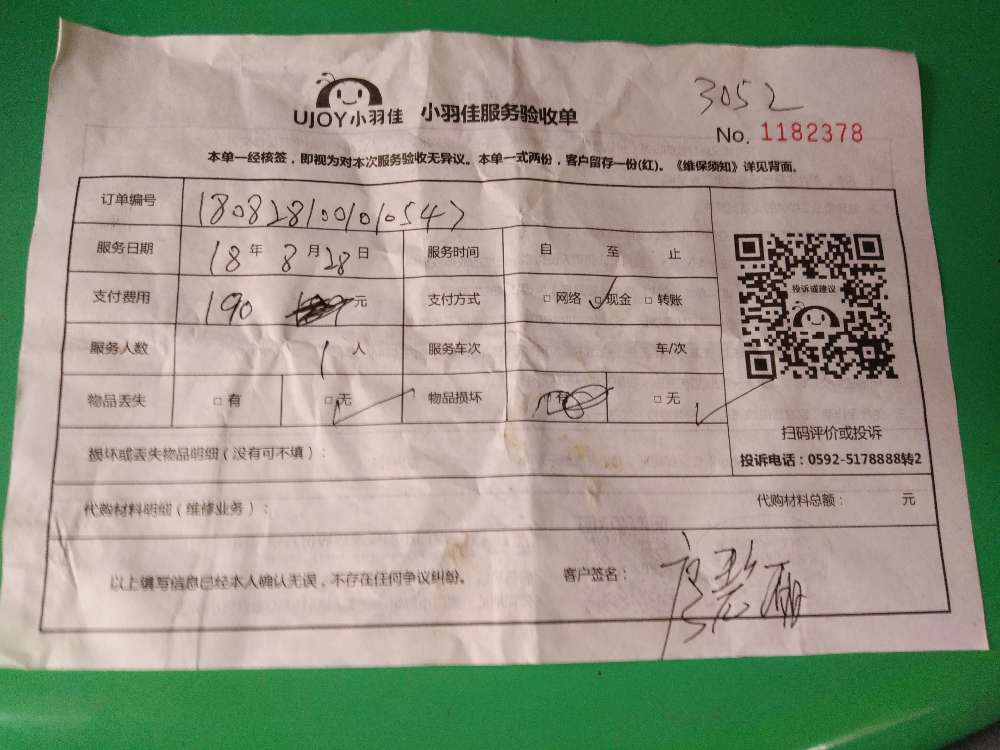 3052
UJOY小羽佳 小羽佳服务验收单
No. 1182378
本单一经核签，即视为对本次服务验收无异议。本单一式两份，客户留存一份(红)。《维保须知》详见背面。
订单编号 180828100010547
服务日期 18年 8月28日 服务时间 自 至 止
支付费用 190 元 支付方式 □网络 □现金 □转账
服务人数 1人 服务车次 车/次
物品丢失 □有 □无 物品损坏 有 □无
投诉或建议
扫码评价或投诉
投诉电话：0592-5178888转2
损坏或丢失物品明细（没有可不填）：
代购材料明细（维修业务）： 代购材料总额： 元
以上填写信息已经本人确认无误，不存在任何争议纠纷。 客户签名：